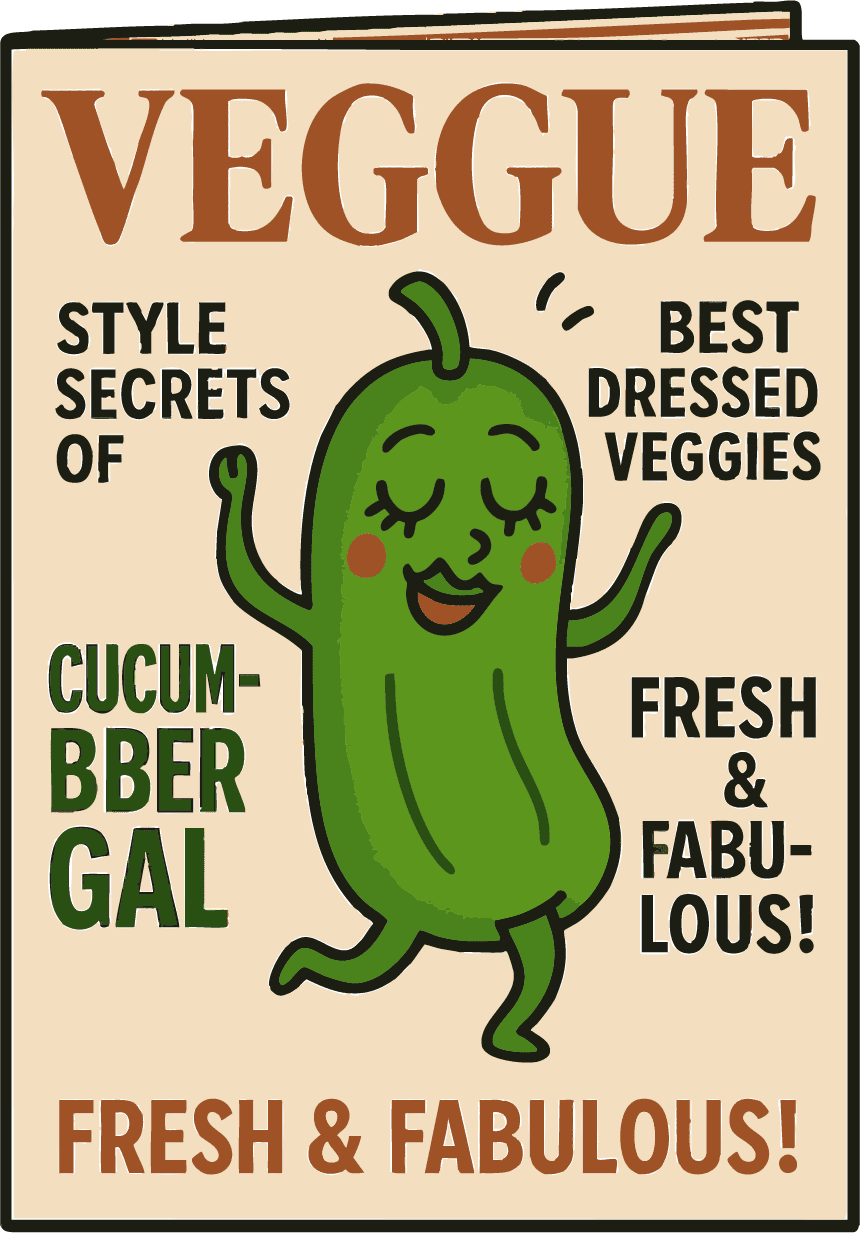 VEGGUE
STYLE
SECRETS
OF
BEST
DRESSED
VEGGIES
CUCUM-
BBER
GAL
FRESH
&
FABU-
LOUS!
FRESH & FABULOUS!